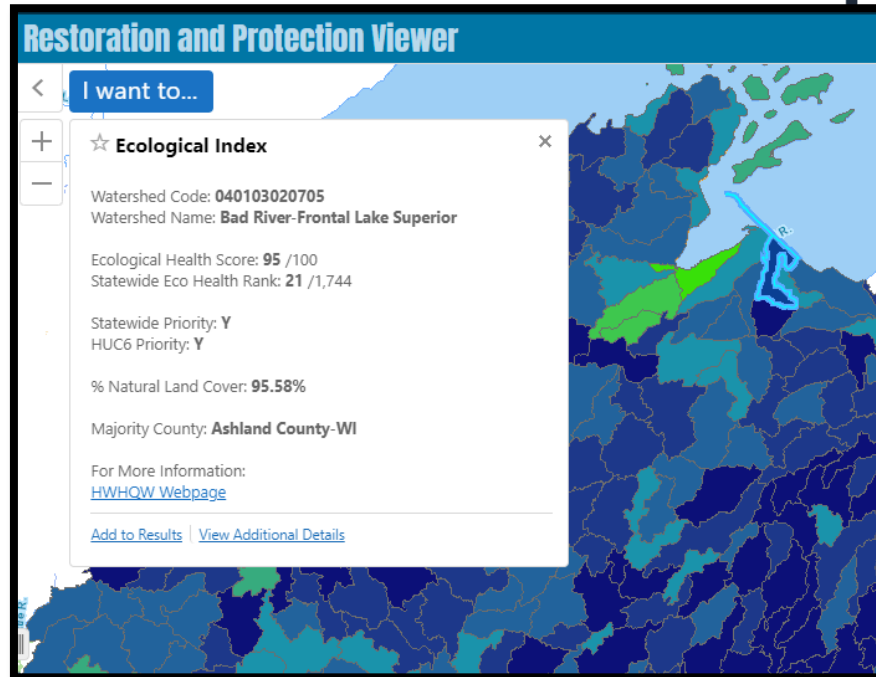 Restoration and Protection Viewer
I want to...
Ecological Index
Watershed Code: 040103020705
Watershed Name: Bad River-Frontal Lake Superior
Ecological Health Score: 95 /100
Statewide Eco Health Rank: 21 /1,744
Statewide Priority: Y
HUC6 Priority: Y
% Natural Land Cover: 95.58%
Majority County: Ashland County-WI
For More Information:
HWHQW Webpage
Add to Results | View Additional Details
R.
R.